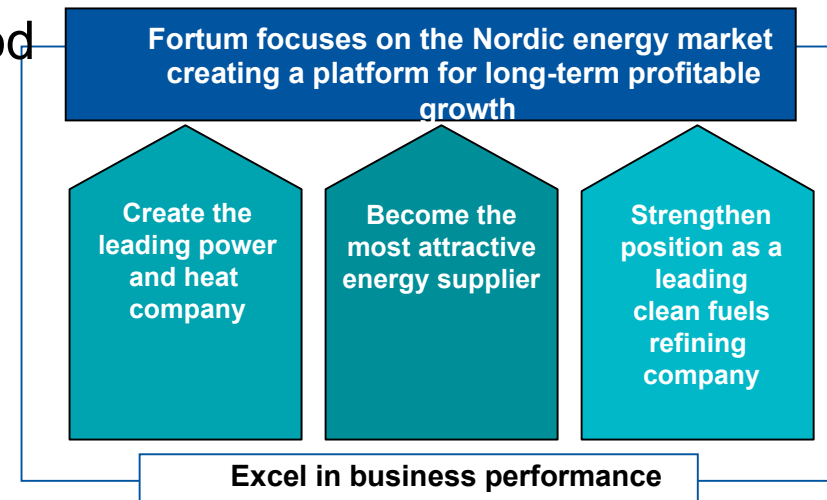 Fortum focuses on the Nordic energy market
creating a platform for long-term profitable
growth
Create the
leading power
and heat
company
Become the
most attractive
energy supplier
Strengthen
position as a
leading
clean fuels
refining
company
Excel in business performance